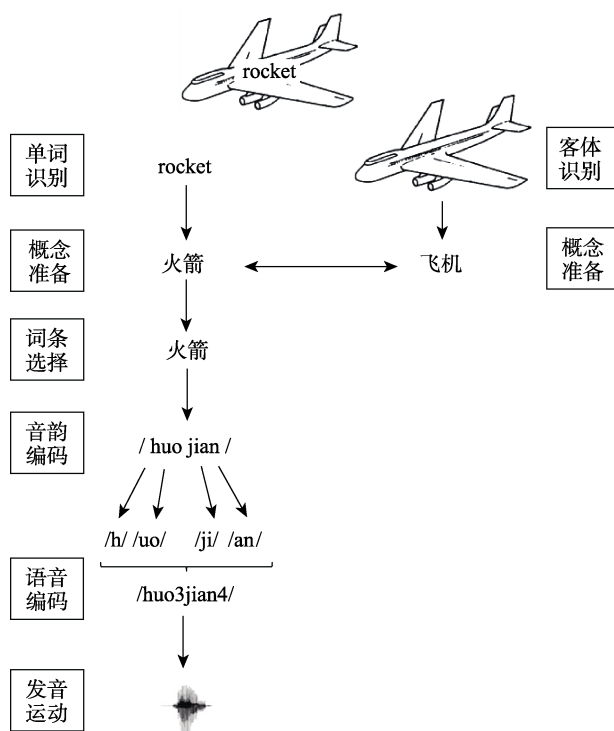 rocket
单词
识别
rocket
客体
识别
概念
准备
火箭
飞机
概念
准备
词条
选择
火箭
音韵
编码
/ huo jian /
/h/ /uo/ /ji/ /an/
语音
编码
/huo3jian4/
发音
运动